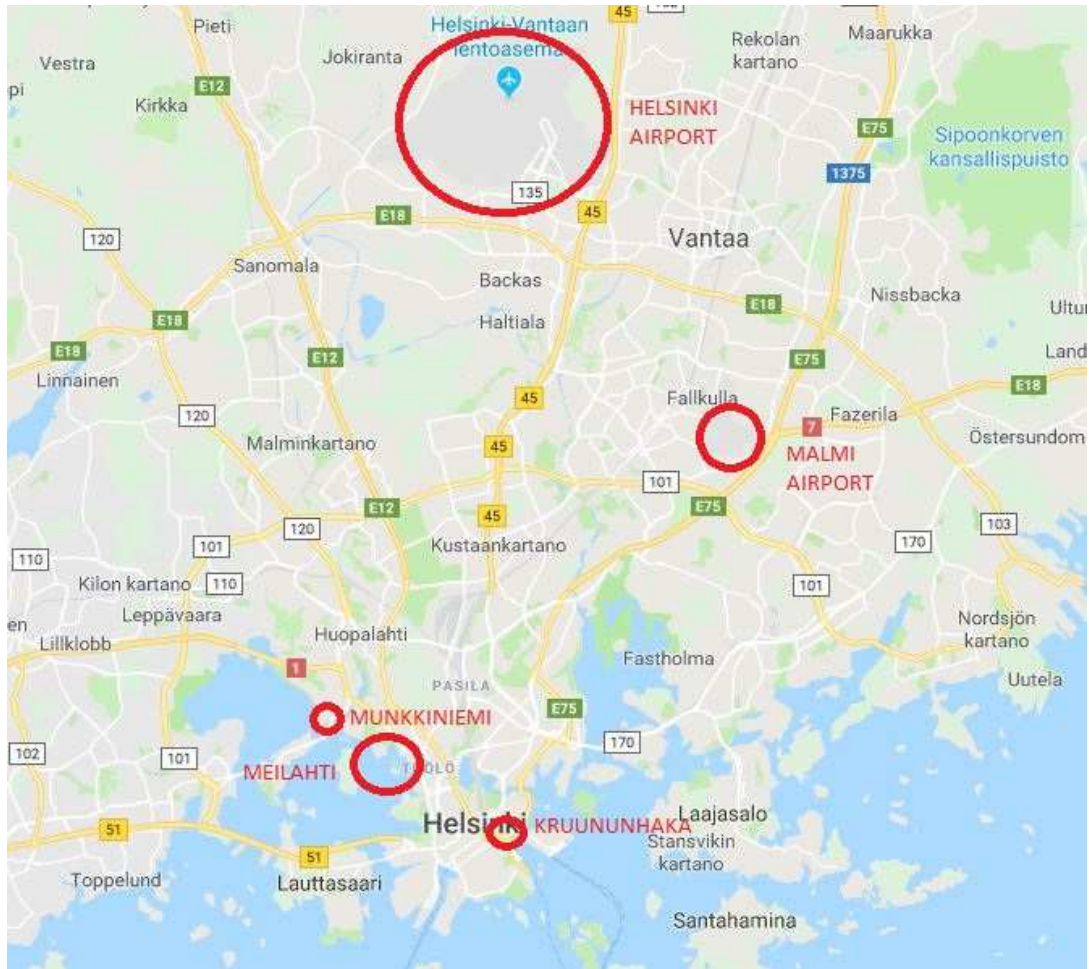 Helsinki-Vantaan
lentoasema
45
Pieti
Rekolan
kartano
Maarukka
Vestra
Jokiranta
E12
Kirkka
HELSINKI
AIRPORT
E75
Sipoonkorven
kansallispuisto
1375
135
E18
45
120
Vantaa
Sanomala
Backas
Nissbacka
E18
Haltiala
E18
E18
E12
E75
Land
Linnainen
45
Fallkulla
E18
120
Fazerila
7
Malminkartano
45
MALMI
AIRPORT
Östersundom
101
E12
E75
45
120
103
101
Kustaankartano
170
110
Kilon kartano
110
101
Leppävaara
Nordsjön
kartano
Lillklobb
Huopalahti
Fastholma
1
Uutela
PASILA
MUNKKINIEMI
E75
102
101
170
MEILAHTI
Laajasalo
51
Helsinki
KRUUNUNHAKA
Stansvikin
kartano
51
Toppelund
Lauttasaari
Santahamina